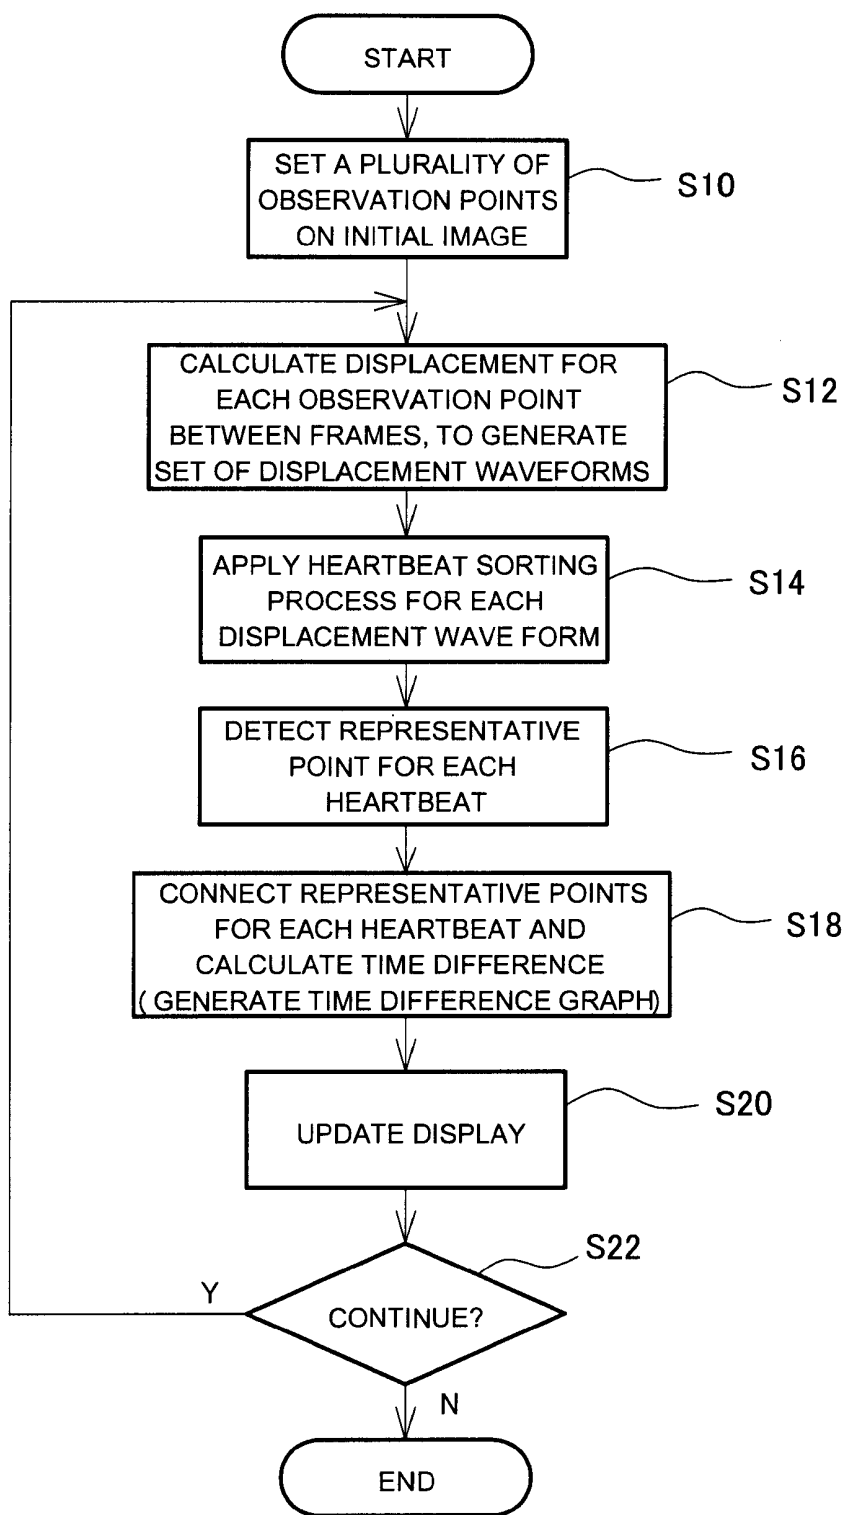 START
SET A PLURALITY OF
OBSERVATION POINTS
ON INITIAL IMAGE
S10
CALCULATE DISPLACEMENT FOR
EACH OBSERVATION POINT
BETWEEN FRAMES, TO GENERATE
SET OF DISPLACEMENT WAVEFORMS
S12
APPLY HEARTBEAT SORTING
PROCESS FOR EACH
DISPLACEMENT WAVE FORM
S14
DETECT REPRESENTATIVE
POINT FOR EACH
HEARTBEAT
S16
CONNECT REPRESENTATIVE POINTS
FOR EACH HEARTBEAT AND
CALCULATE TIME DIFFERENCE
( GENERATE TIME DIFFERENCE GRAPH)
S18
UPDATE DISPLAY
S20
CONTINUE?
S22
Y
N
END